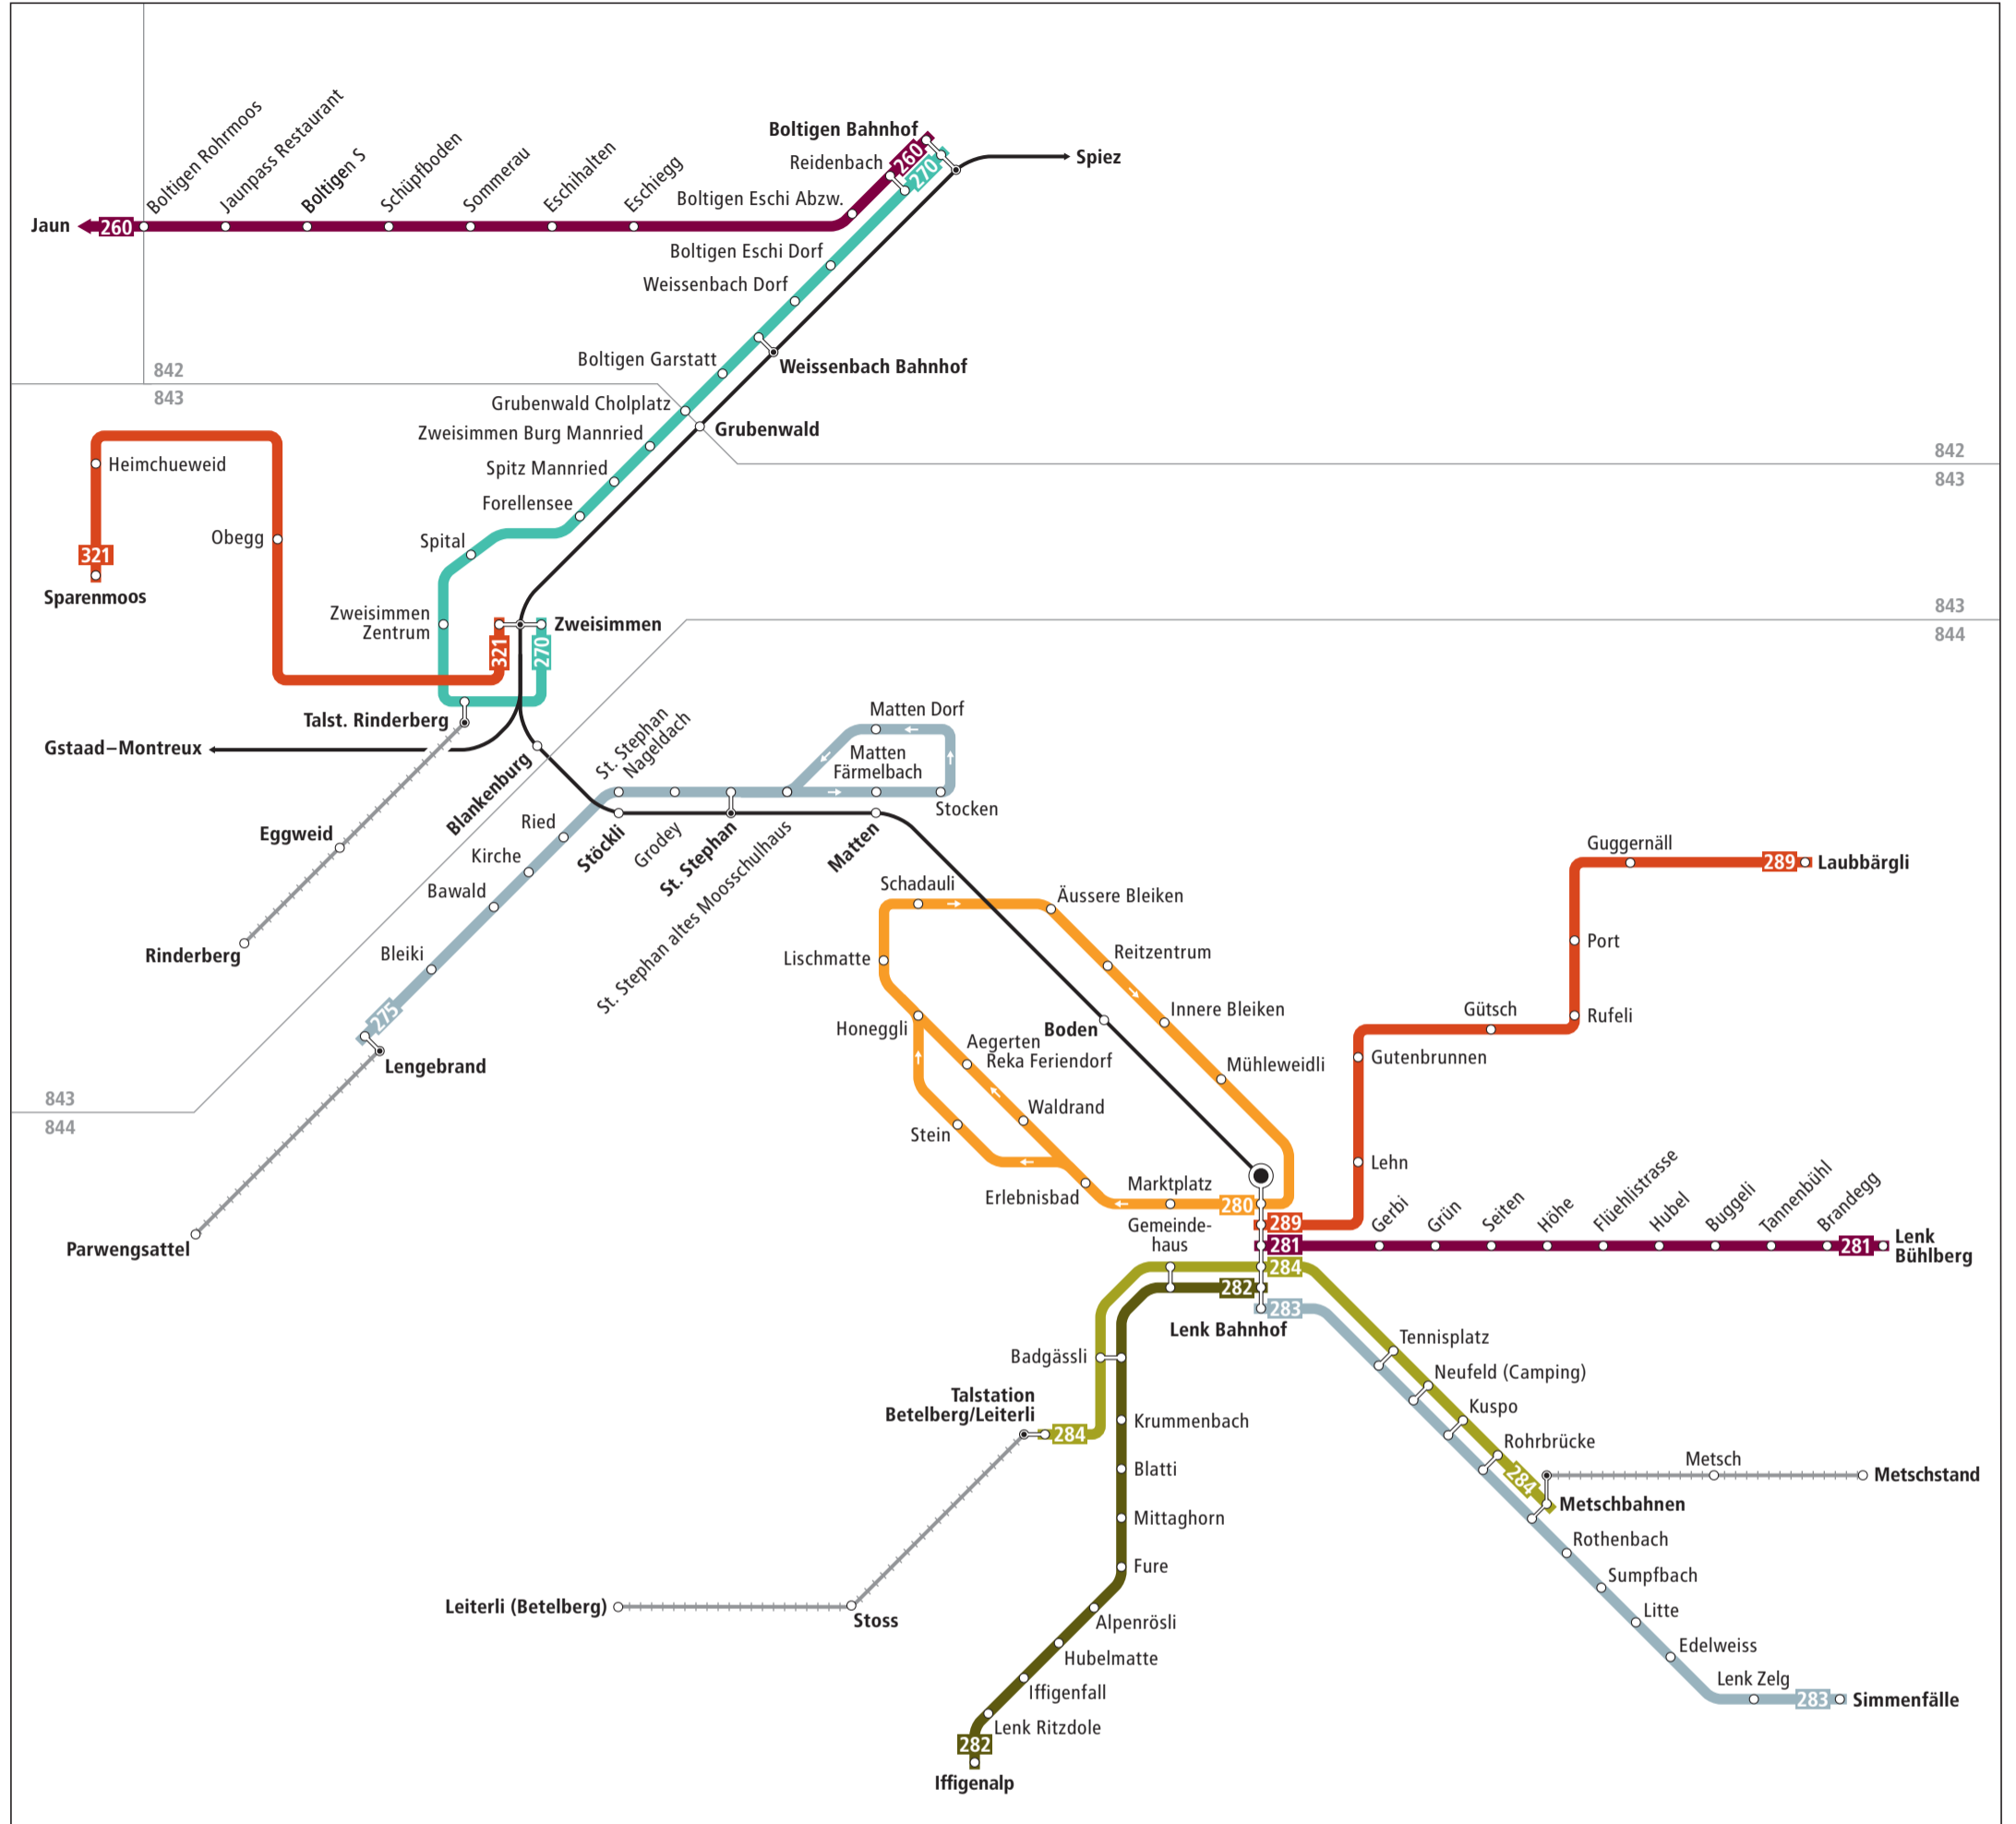 Boltigen Rohrmoos
Jaunpass Restaurant
Boltigen S
Schüpfboden
Sommerau
Eschihalten
Eschiegg
Boltigen Bahnhof
Reidenbach
Boltigen Eschi Abzw.
260
270
Spiez
Jaun
260
Boltigen Eschi Dorf
Weissenbach Dorf
Boltigen Garstatt
Weissenbach Bahnhof
842
843
Grubenwald Cholplatz
Grubenwald
Zweisimmen Burg Mannried
842
843
Heimchueweid
Spitz Mannried
Forellensee
Obegg
Spital
321
Sparenmoos
Zweisimmen
Zentrum
Zweisimmen
321
270
843
844
Talst. Rinderberg
Gstaad–Montreux
Matten Dorf
St. Stephan
Nageldach
Matten
Färmelbach
Stocken
Blankenburg
Ried
Kirche
Bawald
Bleiki
Stöckli
Grodey
St. Stephan
St. Stephan altes Moosschulhaus
Matten
Eggweid
Rinderberg
275
Lengebrand
Parwengsattel
843
844
Schadauli
Äussere Bleiken
Lischmatte
Reitzentrum
Honeggli
Innere Bleiken
Boden
Aegerten
Reka Feriendorf
Mühleweidli
Waldrand
Stein
Erlebnisbad
Marktplatz
280
Guggernäll
289
Laubbärgli
Port
Gütsch
Rufeli
Gutenbrunnen
Lehn
Gerbi
Grün
Seiten
Höhe
Flüehlistrasse
Hubel
Buggeli
Tannenbühl
Brandegg
Gemeinde-
haus
289
281
281
Lenk
Bühlberg
284
282
283
Lenk Bahnhof
Badgässli
Talstation
Betelberg/Leiterli
284
Tennisplatz
Neufeld (Camping)
Kuspo
Rohrbrücke
284
Metsch
Metschstand
Metschbahnen
Krummenbach
Blatti
Mittaghorn
Fure
Rothenbach
Sumpfbach
Litte
Edelweiss
Lenk Zelg
283
Simmenfälle
Leiterli (Betelberg)
Stoss
Alpenrösli
Hubelmatte
Iffigenfall
Lenk Ritzdole
282
Iffigenalp